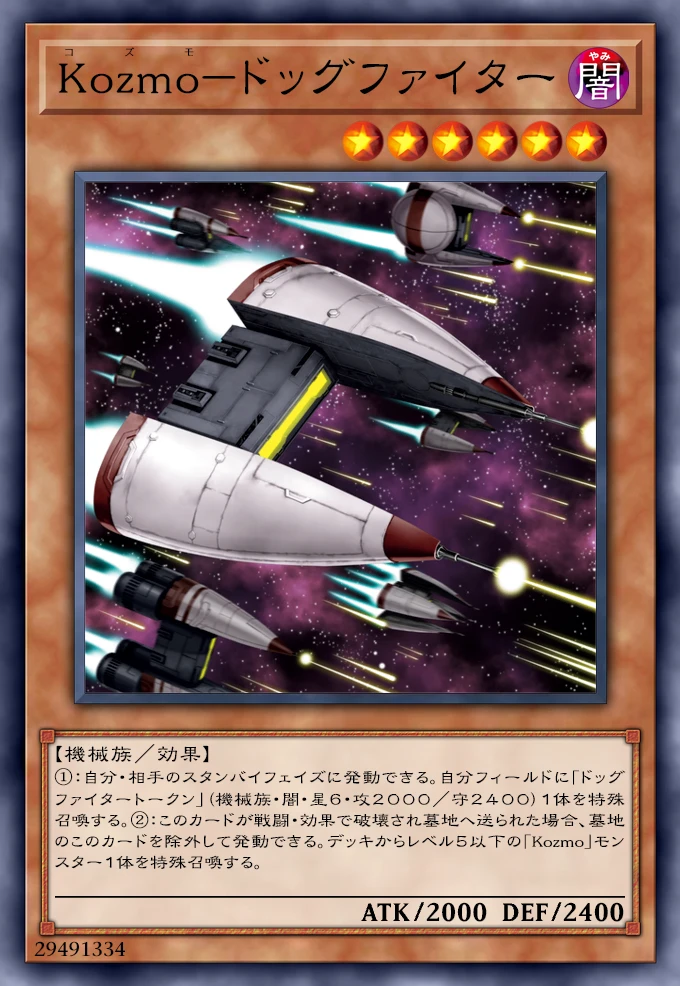 コズモ
Kozmo－ドッグファイター
やみ
闇
【機械族／効果】
①：自分・相手のスタンバイフェイズに発動できる。自分フィールドに「ドッグ
ファイタートークン」（機械族・闇・星６・攻２０００／守２４００）１体を特殊
召喚する。②：このカードが戦闘・効果で破壊され墓地へ送られた場合、墓地
のこのカードを除外して発動できる。デッキからレベル５以下の「Kozmo」モン
スター１体を特殊召喚する。
ATK/2000 DEF/2400
29491334